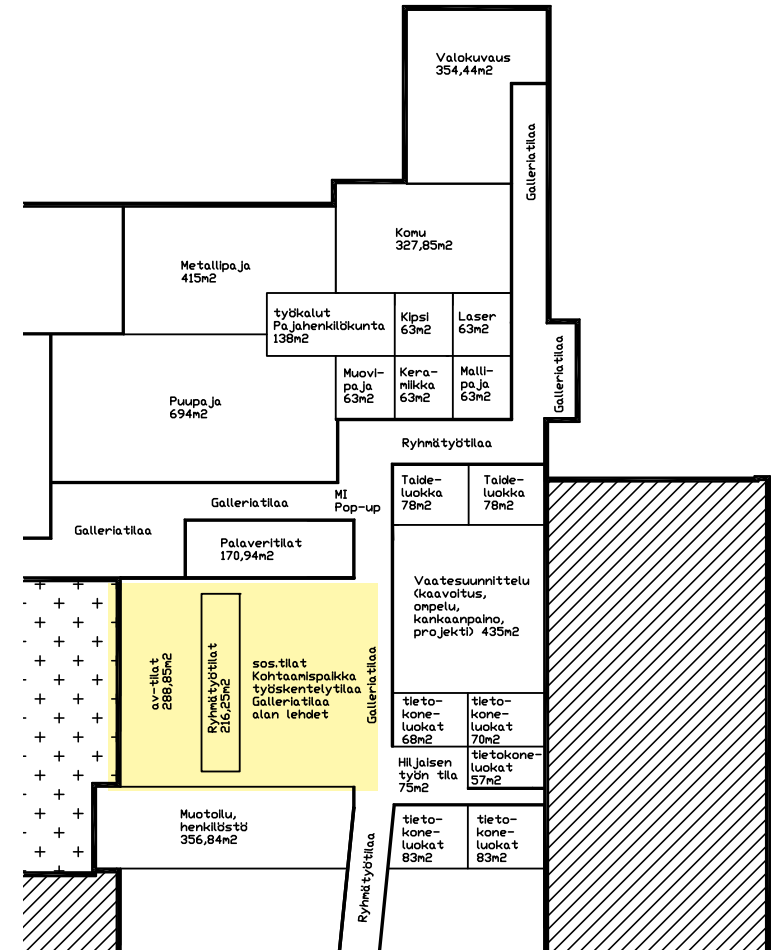 Valokuvaus
354,44m2
Galleriatilaa
Komu
327,85m2
Metallipaja
415m2
työkalut
Pajahenkilökunta
138m2
Kipsi
63m2
Laser
63m2
Galleriatilaa
Muovi-
paja
63m2
Kera-
miikka
63m2
Malli-
paja
63m2
Puupaja
694m2
Ryhmätyötilaa
Taide-
luokka
78m2
Taide-
luokka
78m2
MI
Pop-up
Galleriatilaa
Galleriatilaa
Palaveritilat
170,94m2
Vaatesuunnittelu
(kaavoitus,
ompelu,
kankaanpaino,
projekti) 435m2
av-tilat
288,85m2
Ryhmätyötilat
216,25m2
sos.tilat
Kohtaamispaikka
työskentelytilaa
Galleriatilaa
alan lehdet
Galleriatilaa
tieto-
kone-
luokat
68m2
tieto-
kone-
luokat
70m2
Hiljaisen
työn tila
75m2
tietokone-
luokat
57m2
Muotoilu,
henkilöstö
356,84m2
Ryhmätyötilaa
tieto-
kone-
luokat
83m2
tieto-
kone-
luokat
83m2